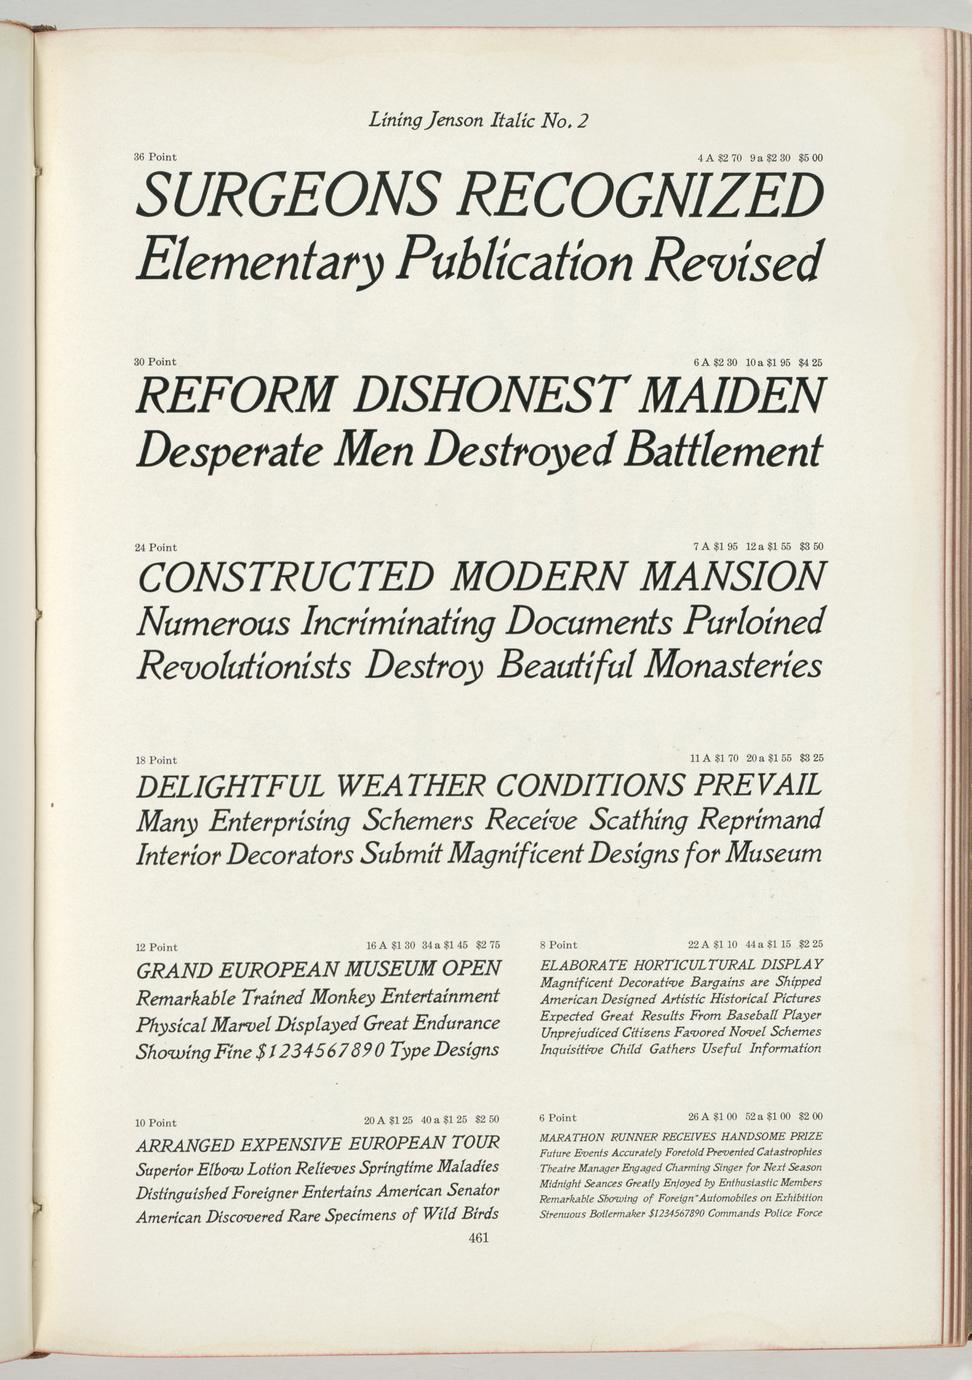 Lining Jenson Italic No. 2
36 Point 4 A $2 70 9 a $2 30 $5 00
SURGEONS RECOGNIZED
Elementary Publication Revised
30 Point 6 A $2 30 10 a $1 95 $4 25
REFORM DISHONEST MAIDEN
Desperate Men Destroyed Battlement
24 Point 7 A $1 95 12 a $1 55 $3 50
CONSTRUCTED MODERN MANSION
Numerous Incriminating Documents Purloined
Revolutionists Destroy Beautiful Monasteries
18 Point 11 A $1 70 20 a $1 55 $3 25
DELIGHTFUL WEATHER CONDITIONS PREVAIL
Many Enterprising Schemers Receive Scathing Reprimand
Interior Decorators Submit Magnificent Designs for Museum
12 Point 16 A $1 30 34 a $1 45 $2 75
GRAND EUROPEAN MUSEUM OPEN
Remarkable Trained Monkey Entertainment
Physical Marvel Displayed Great Endurance
Showing Fine $1234567890 Type Designs
8 Point 22 A $1 10 44 a $1 15 $2 25
ELABORATE HORTICULTURAL DISPLAY
Magnificent Decorative Bargains are Shipped
American Designed Artistic Historical Pictures
Expected Great Results From Baseball Player
Unprejudiced Citizens Favored Novel Schemes
Inquisitive Child Gathers Useful Information
10 Point 20 A $1 25 40 a $1 25 $2 50
ARRANGED EXPENSIVE EUROPEAN TOUR
Superior Elbow Lotion Relieves Springtime Maladies
Distinguished Foreigner Entertains American Senator
American Discovered Rare Specimens of Wild Birds
6 Point 26 A $1 00 52 a $1 00 $2 00
MARATHON RUNNER RECEIVES HANDSOME PRIZE
Future Events Accurately Foretold Prevented Catastrophies
Theatre Manager Engaged Charming Singer for Next Season
Midnight Seances Greatly Enjoyed by Enthusiastic Members
Remarkable Showing of Foreign Automobiles on Exhibition
Strenuous Boilermaker $1234567890 Commands Police Force
461